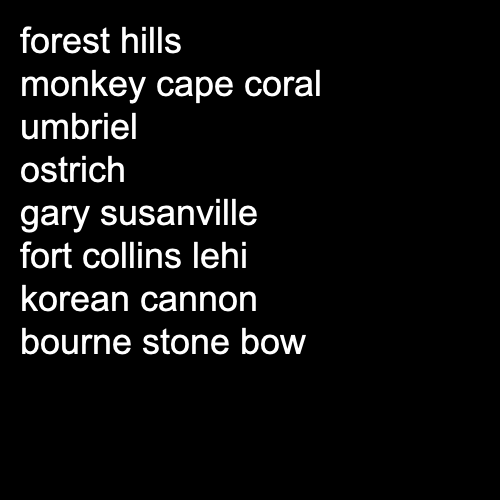 forest hills
monkey cape coral
umbriel
ostrich
gary susanville
fort collins lehi
korean cannon
bourne stone bow